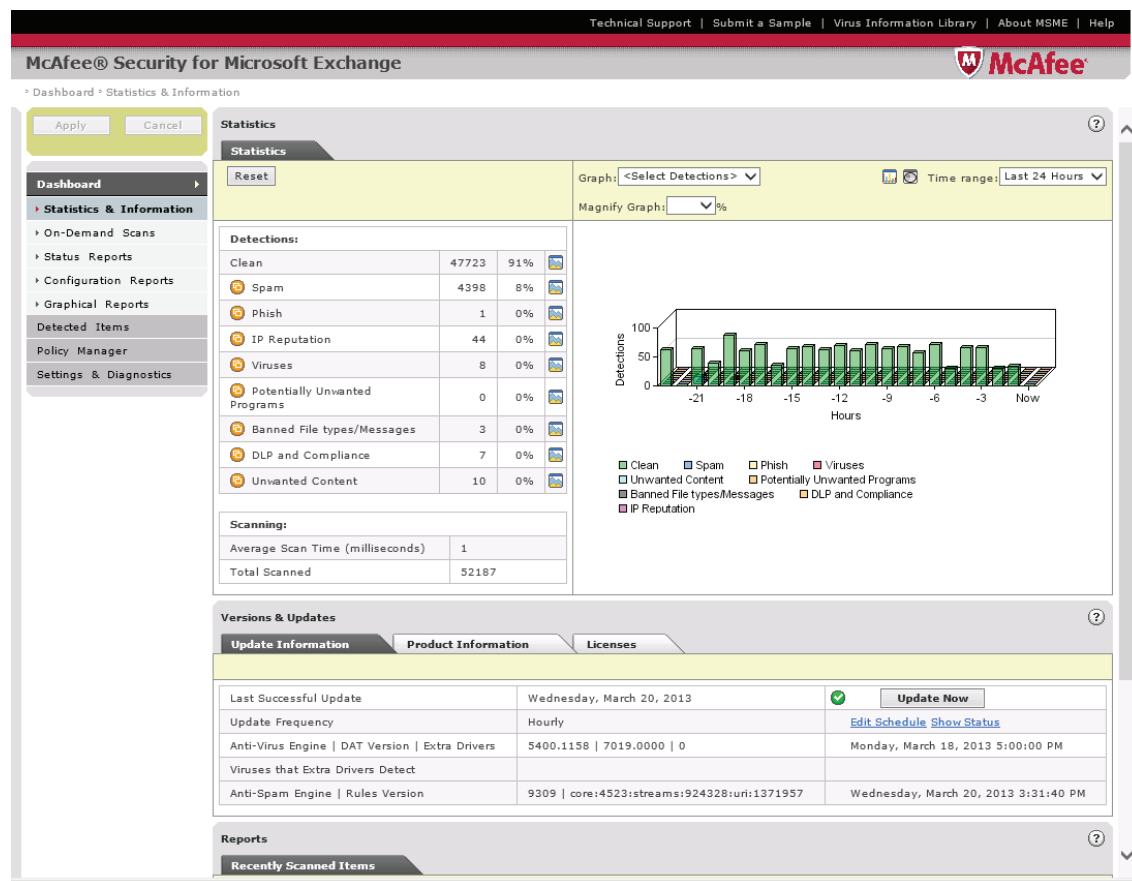 Technical Support | Submit a Sample | Virus Information Library | About MSME | Help
McAfee® Security for Microsoft Exchange
McAfee
Dashboard Statistics & Information
Apply Cancel
Dashboard
Statistics & Information
On-Demand Scans
Status Reports
Configuration Reports
Graphical Reports
Detected Items
Policy Manager
Settings & Diagnostics
Statistics ?
Statistics
Reset
Graph: <Select Detections>
Time range: Last 24 Hours
Magnify Graph: %
Detections:
Clean 47723 91%
Spam 4398 8%
Phish 1 0%
IP Reputation 44 0%
Viruses 8 0%
Potentially Unwanted
Programs 0 0%
Banned File types/Messages 3 0%
DLP and Compliance 7 0%
Unwanted Content 10 0%
Scanning:
Average Scan Time (milliseconds) 1
Total Scanned 52187
Detections
100
50
0
-21 -18 -15 -12 -9 -6 -3 Now
Hours
Clean Spam Phish Viruses
Unwanted Content Potentially Unwanted Programs
Banned File types/Messages DLP and Compliance
IP Reputation
Versions & Updates ?
Update Information Product Information Licenses
Last Successful Update Wednesday, March 20, 2013 Update Now
Update Frequency Hourly Edit Schedule Show Status
Anti-Virus Engine | DAT Version | Extra Drivers 5400.1158 | 7019.0000 | 0 Monday, March 18, 2013 5:00:00 PM
Viruses that Extra Drivers Detect
Anti-Spam Engine | Rules Version 9309 | core:4523:streams:924328:uri:1371957 Wednesday, March 20, 2013 3:31:40 PM
Reports ?
Recently Scanned Items